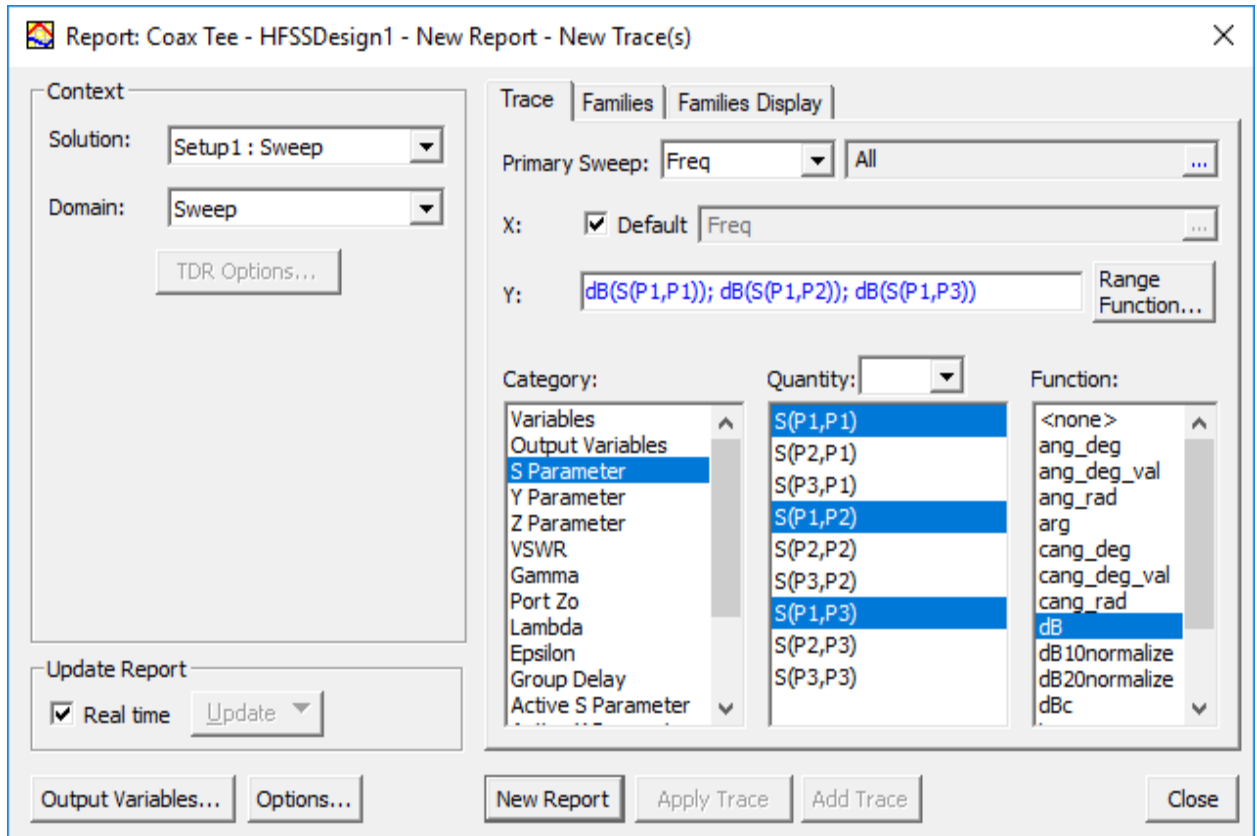 Report: Coax Tee - HFSSDesign1 - New Report - New Trace(s)
Context
Solution: Setup1 : Sweep
Domain: Sweep
TDR Options...
Update Report
Real time Update
Output Variables... Options...
Trace Families Families Display
Primary Sweep: Freq All ...
X: Default Freq ...
Y: dB(S(P1,P1)); dB(S(P1,P2)); dB(S(P1,P3)) Range Function...
Category:
Variables
Output Variables
S Parameter
Y Parameter
Z Parameter
VSWR
Gamma
Port Zo
Lambda
Epsilon
Group Delay
Active S Parameter
Quantity:
S(P1,P1)
S(P2,P1)
S(P3,P1)
S(P1,P2)
S(P2,P2)
S(P3,P2)
S(P1,P3)
S(P2,P3)
S(P3,P3)
Function:
<none>
ang_deg
ang_deg_val
ang_rad
arg
cang_deg
cang_deg_val
cang_rad
dB
dB10normalize
dB20normalize
dBc
New Report Apply Trace Add Trace Close